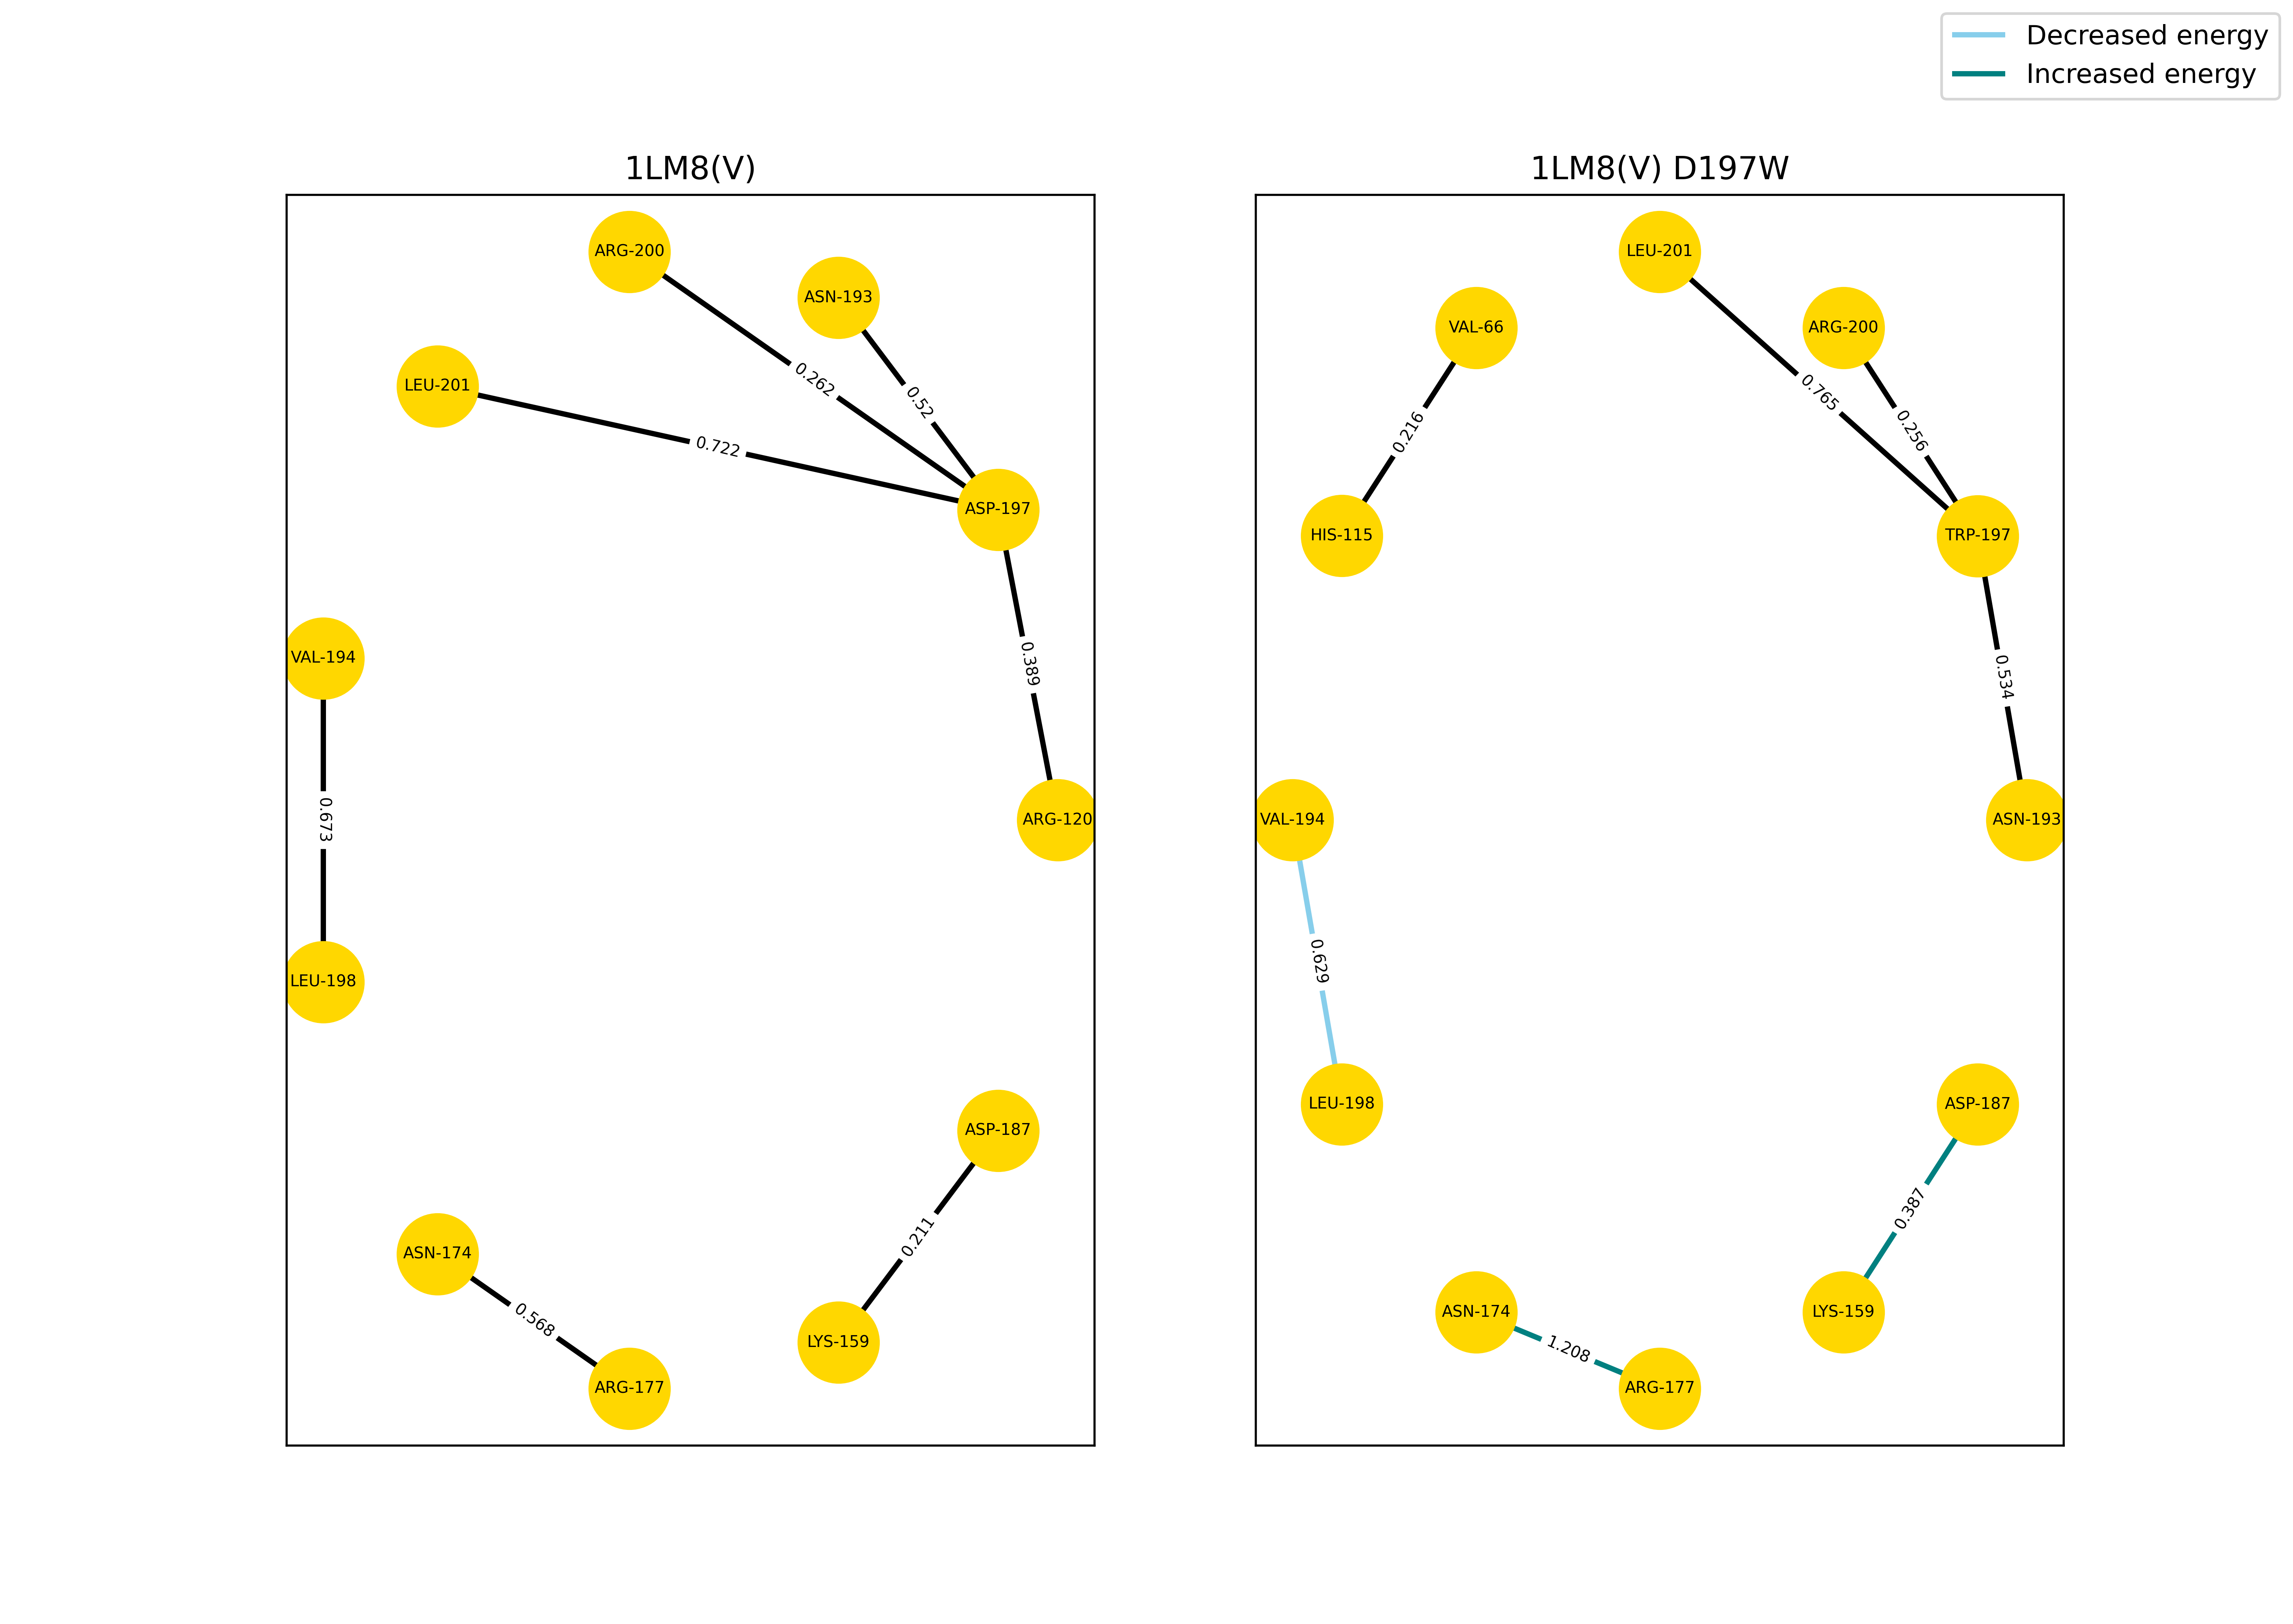 Decreased energy
Increased energy
1LM8(V)
ARG-200
ASN-193
LEU-201
0.262
0.52
0.722
ASP-197
VAL-194
0.389
0.673
ARG-120
LEU-198
ASP-187
0.211
ASN-174
0.568
LYS-159
ARG-177
1LM8(V) D197W
LEU-201
VAL-66
ARG-200
0.765
0.216
0.256
HIS-115
TRP-197
0.534
VAL-194
ASN-193
0.629
LEU-198
ASP-187
0.387
ASN-174
LYS-159
1.208
ARG-177